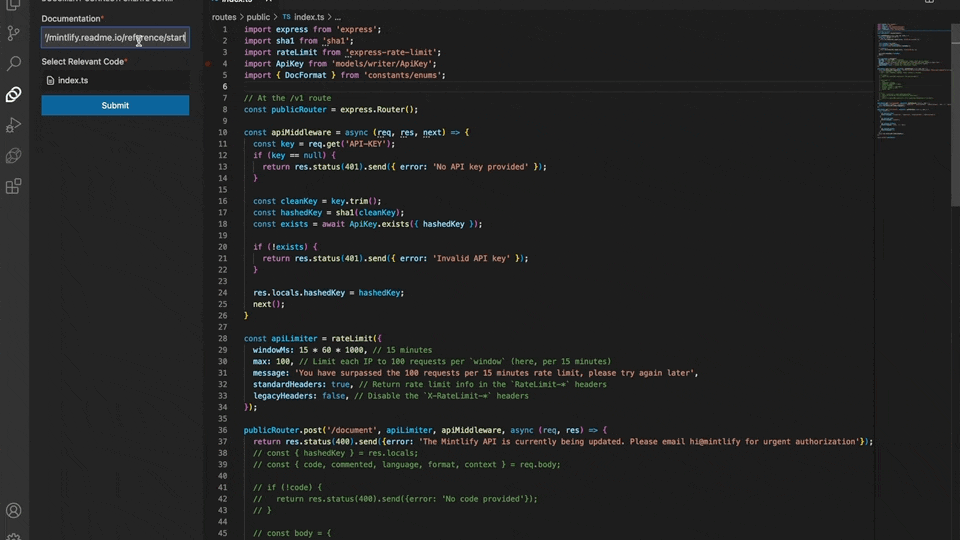 Documentation*
'/mintlify.readme.io/reference/start
Select Relevant Code*
index.ts
Submit
index.ts
routes > public > TS index.ts > ...
1 import express from 'express';
2 import sha1 from 'sha1';
3 import rateLimit from 'express-rate-limit';
4 import ApiKey from 'models/writer/ApiKey';
5 import { DocFormat } from 'constants/enums';
6
7 // At the /v1 route
8 const publicRouter = express.Router();
9
10 const apiMiddleware = async (req, res, next) => {
11 const key = req.get('API-KEY');
12 if (key == null) {
13 return res.status(401).send({ error: 'No API key provided' });
14 }
15
16 const cleanKey = key.trim();
17 const hashedKey = sha1(cleanKey);
18 const exists = await ApiKey.exists({ hashedKey });
19
20 if (!exists) {
21 return res.status(401).send({ error: 'Invalid API key' });
22 }
23
24 res.locals.hashedKey = hashedKey;
25 next();
26 }
27
28 const apiLimiter = rateLimit({
29 windowMs: 15 * 60 * 1000, // 15 minutes
30 max: 100, // Limit each IP to 100 requests per `window` (here, per 15 minutes)
31 message: 'You have surpassed the 100 requests per 15 minutes rate limit, please try again later',
32 standardHeaders: true, // Return rate limit info in the `RateLimit-*` headers
33 legacyHeaders: false, // Disable the `X-RateLimit-*` headers
34 });
35
36 publicRouter.post('/document', apiLimiter, apiMiddleware, async (req, res) => {
37 return res.status(400).send({error: 'The Mintlify API is currently being updated. Please email hi@mintlify for urgent authorization'});
38 // const { hashedKey } = res.locals;
39 // const { code, commented, language, format, context } = req.body;
40
41 // if (!code) {
42 // return res.status(400).send({error: 'No code provided'});
43 // }
44
45 // const body = {